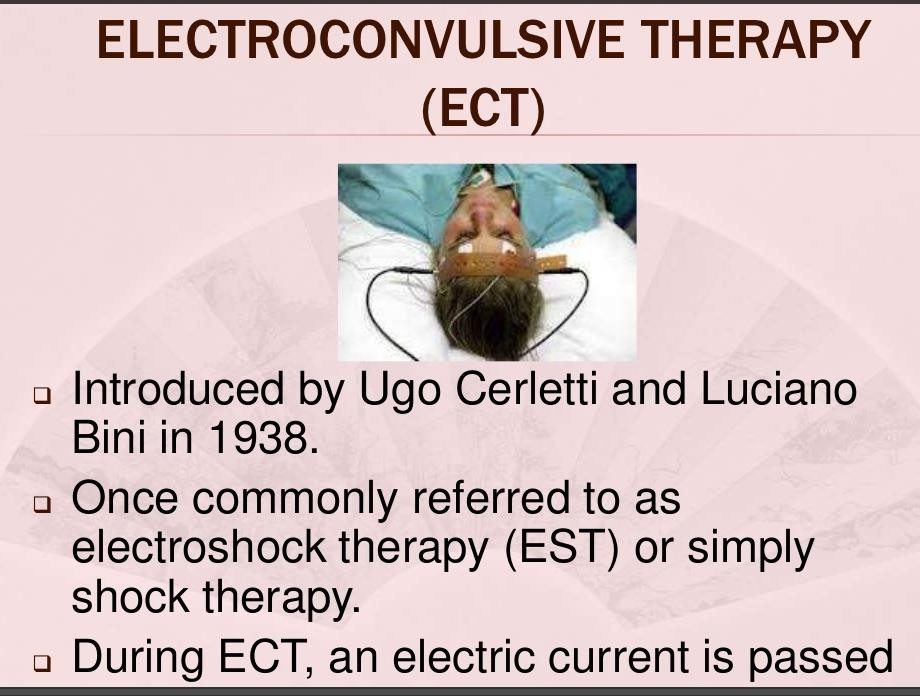 ELECTROCONVULSIVE THERAPY
(ECT)
Introduced by Ugo Cerletti and Luciano
Bini in 1938.
Once commonly referred to as
electroshock therapy (EST) or simply
shock therapy.
During ECT, an electric current is passed